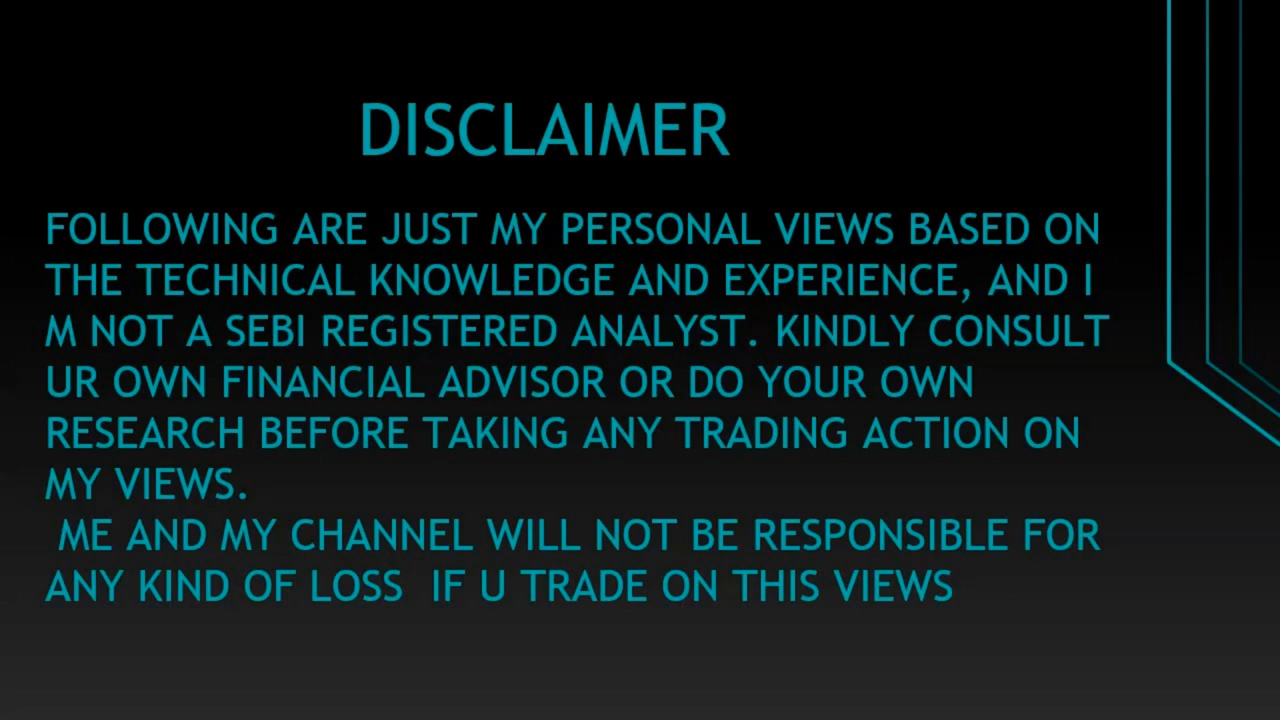 DISCLAIMER
FOLLOWING ARE JUST MY PERSONAL VIEWS BASED ON
THE TECHNICAL KNOWLEDGE AND EXPERIENCE, AND I
M NOT A SEBI REGISTERED ANALYST. KINDLY CONSULT
UR OWN FINANCIAL ADVISOR OR DO YOUR OWN
RESEARCH BEFORE TAKING ANY TRADING ACTION ON
MY VIEWS.
ME AND MY CHANNEL WILL NOT BE RESPONSIBLE FOR
ANY KIND OF LOSS  IF U TRADE ON THIS VIEWS